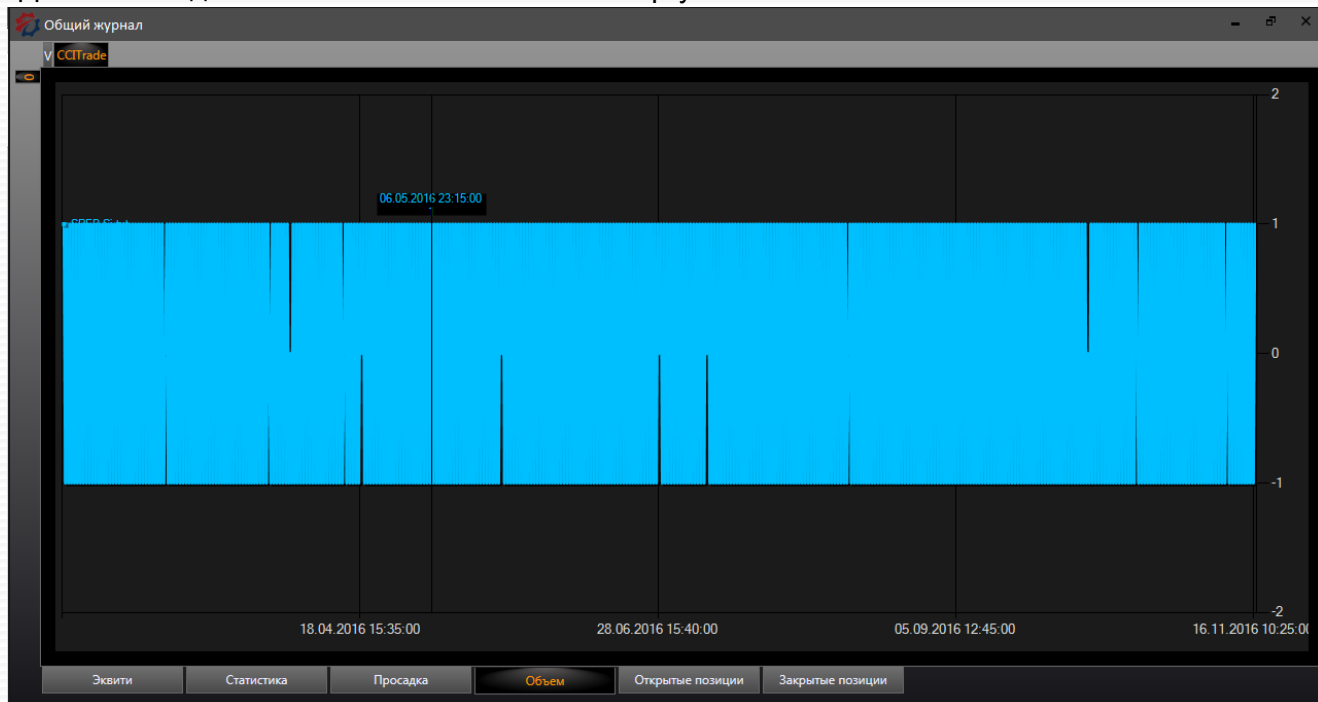 Общий журнал
V CCITrade
2
06.05.2016 23:15:00
1
0
-1
-2
18.04.2016 15:35:00
28.06.2016 15:40:00
05.09.2016 12:45:00
16.11.2016 10:25:00
Эквити
Статистика
Просадка
Объем
Открытые позиции
Закрытые позиции